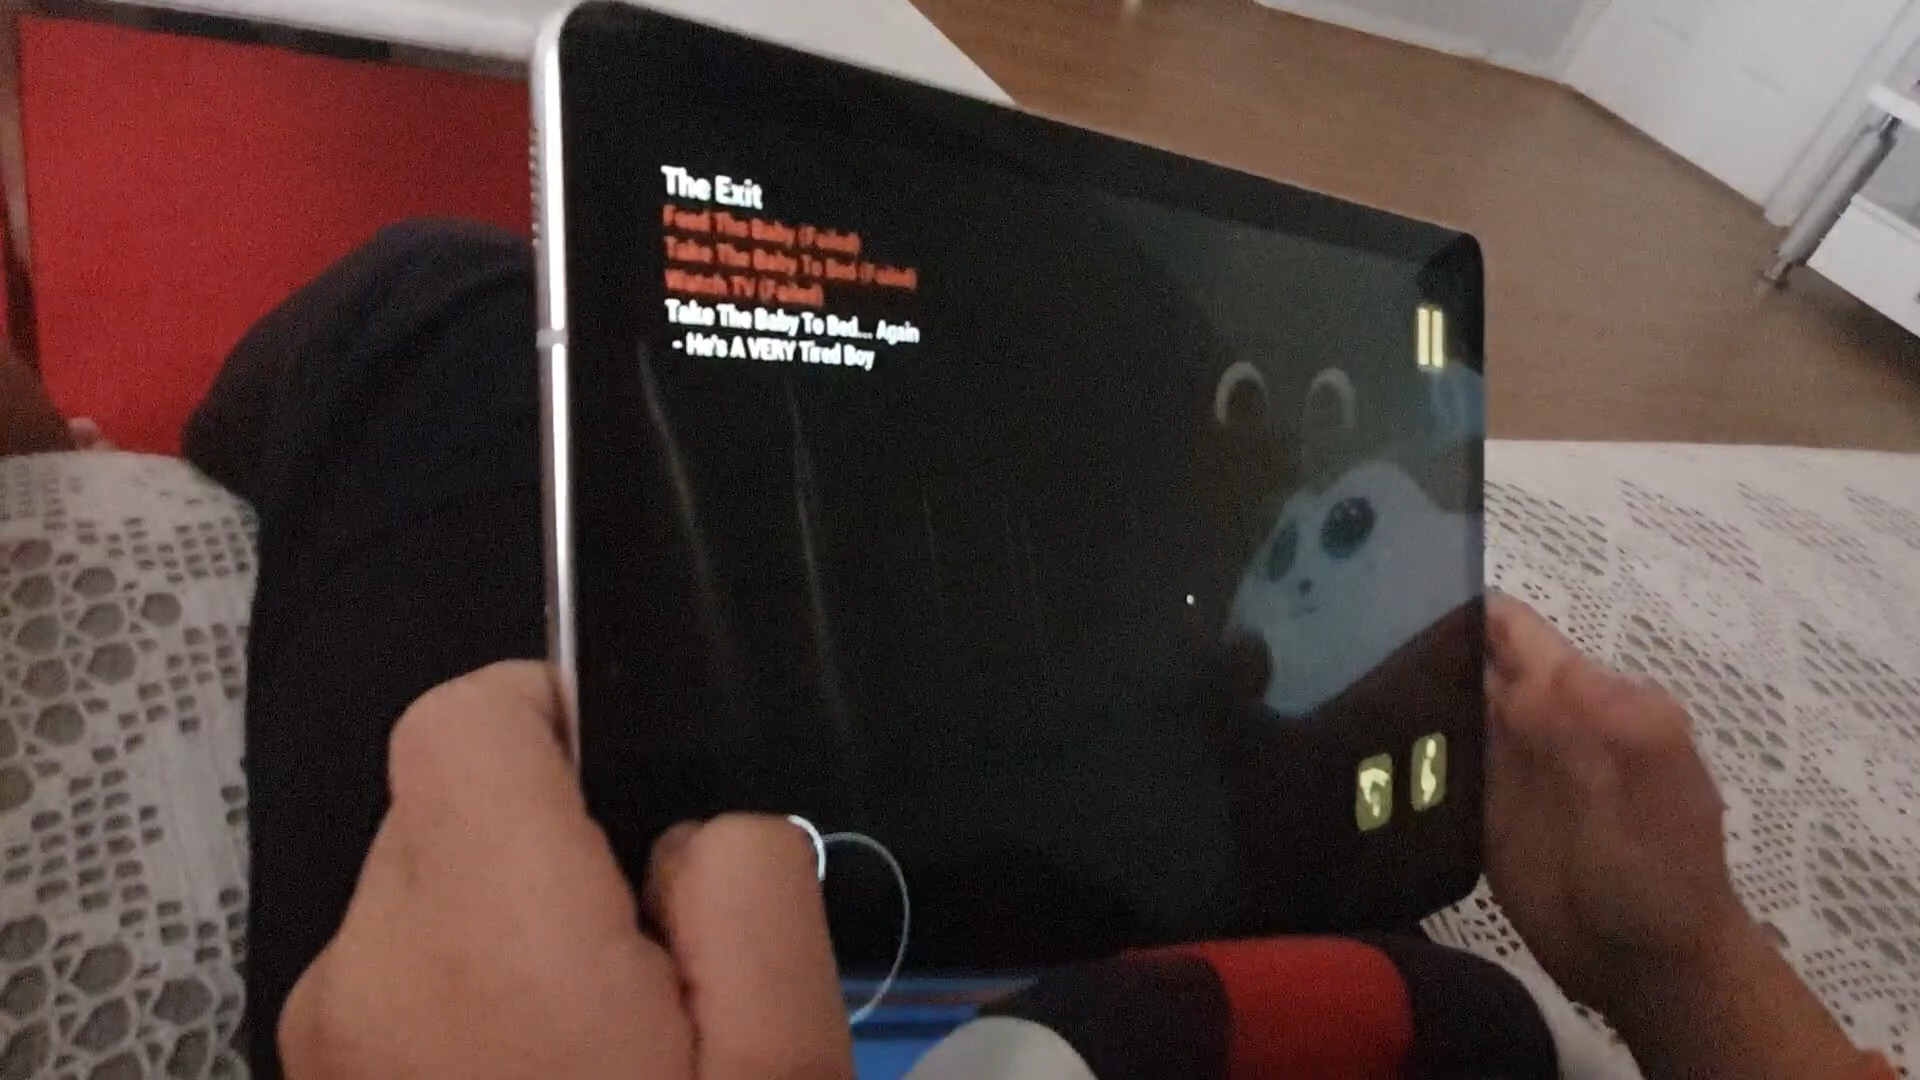 The Exit
Feed The Baby (Failed)
Take The Baby To Bed (Failed)
Watch TV (Failed)
Take The Baby To Bed... Again
- He's A VERY Tired Boy